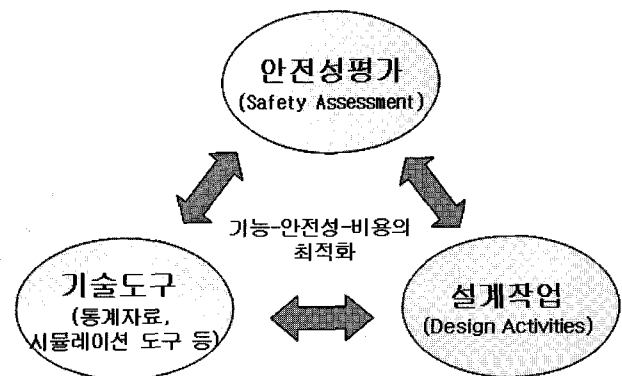 안전성평가
(Safety Assessment)
기능-안전성-비용의
최적화
기술도구
(통계자료,
시뮬레이션 도구 등)
설계작업
(Design Activities)